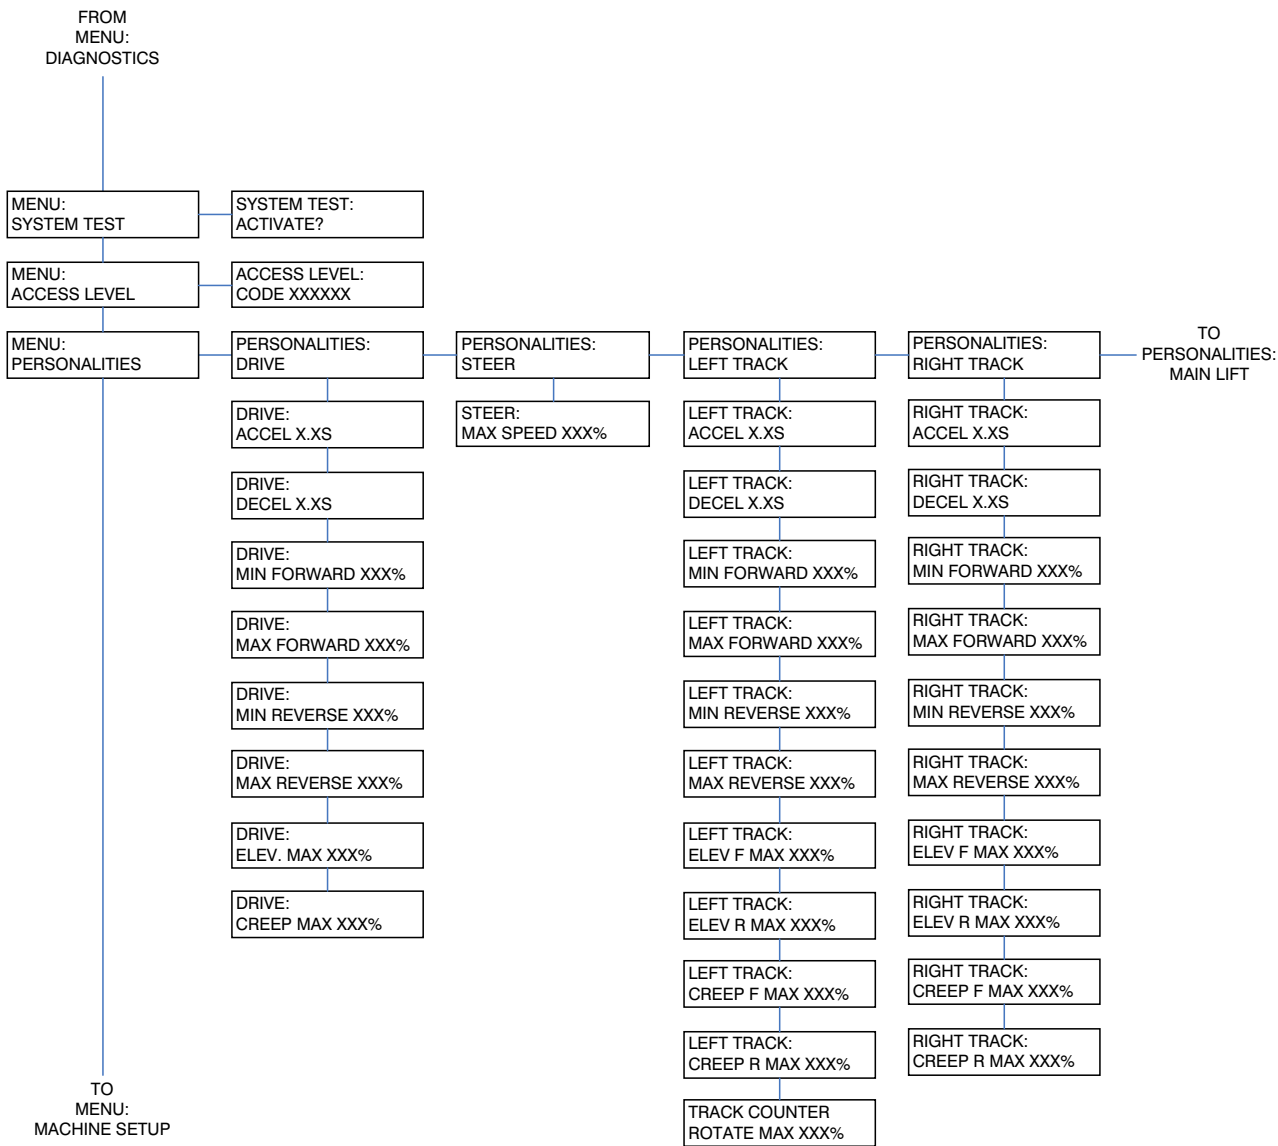 FROM
MENU:
DIAGNOSTICS
MENU:
SYSTEM TEST
SYSTEM TEST:
ACTIVATE?
MENU:
ACCESS LEVEL
ACCESS LEVEL:
CODE XXXXXX
MENU:
PERSONALITIES
PERSONALITIES:
DRIVE
DRIVE:
ACCEL X.XS
DRIVE:
DECEL X.XS
DRIVE:
MIN FORWARD XXX%
DRIVE:
MAX FORWARD XXX%
DRIVE:
MIN REVERSE XXX%
DRIVE:
MAX REVERSE XXX%
DRIVE:
ELEV. MAX XXX%
DRIVE:
CREEP MAX XXX%
PERSONALITIES:
STEER
STEER:
MAX SPEED XXX%
PERSONALITIES:
LEFT TRACK
LEFT TRACK:
ACCEL X.XS
LEFT TRACK:
DECEL X.XS
LEFT TRACK:
MIN FORWARD XXX%
LEFT TRACK:
MAX FORWARD XXX%
LEFT TRACK:
MIN REVERSE XXX%
LEFT TRACK:
MAX REVERSE XXX%
LEFT TRACK:
ELEV F MAX XXX%
LEFT TRACK:
ELEV R MAX XXX%
LEFT TRACK:
CREEP F MAX XXX%
LEFT TRACK:
CREEP R MAX XXX%
TRACK COUNTER
ROTATE MAX XXX%
PERSONALITIES:
RIGHT TRACK
RIGHT TRACK:
ACCEL X.XS
RIGHT TRACK:
DECEL X.XS
RIGHT TRACK:
MIN FORWARD XXX%
RIGHT TRACK:
MAX FORWARD XXX%
RIGHT TRACK:
MIN REVERSE XXX%
RIGHT TRACK:
MAX REVERSE XXX%
RIGHT TRACK:
ELEV F MAX XXX%
RIGHT TRACK:
ELEV R MAX XXX%
RIGHT TRACK:
CREEP F MAX XXX%
RIGHT TRACK:
CREEP R MAX XXX%
TO
PERSONALITIES:
MAIN LIFT
TO
MENU:
MACHINE SETUP